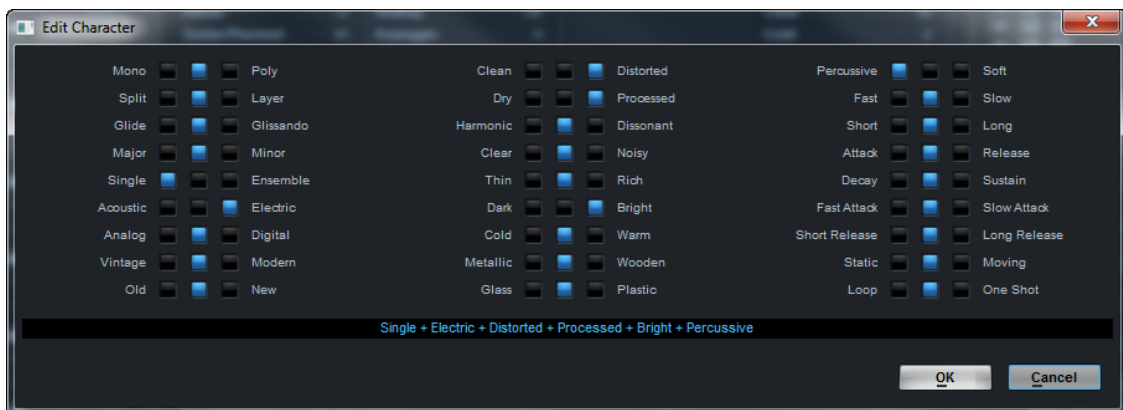 Edit Character
Mono Poly Clean Distorted Percussive Soft
Split Layer Dry Processed Fast Slow
Glide Glissando Harmonic Dissonant Short Long
Major Minor Clear Noisy Attack Release
Single Ensemble Thin Rich Decay Sustain
Acoustic Electric Dark Bright Fast Attack Slow Attack
Analog Digital Cold Warm Short Release Long Release
Vintage Modern Metallic Wooden Static Moving
Old New Glass Plastic Loop One Shot
Single + Electric + Distorted + Processed + Bright + Percussive
OK Cancel